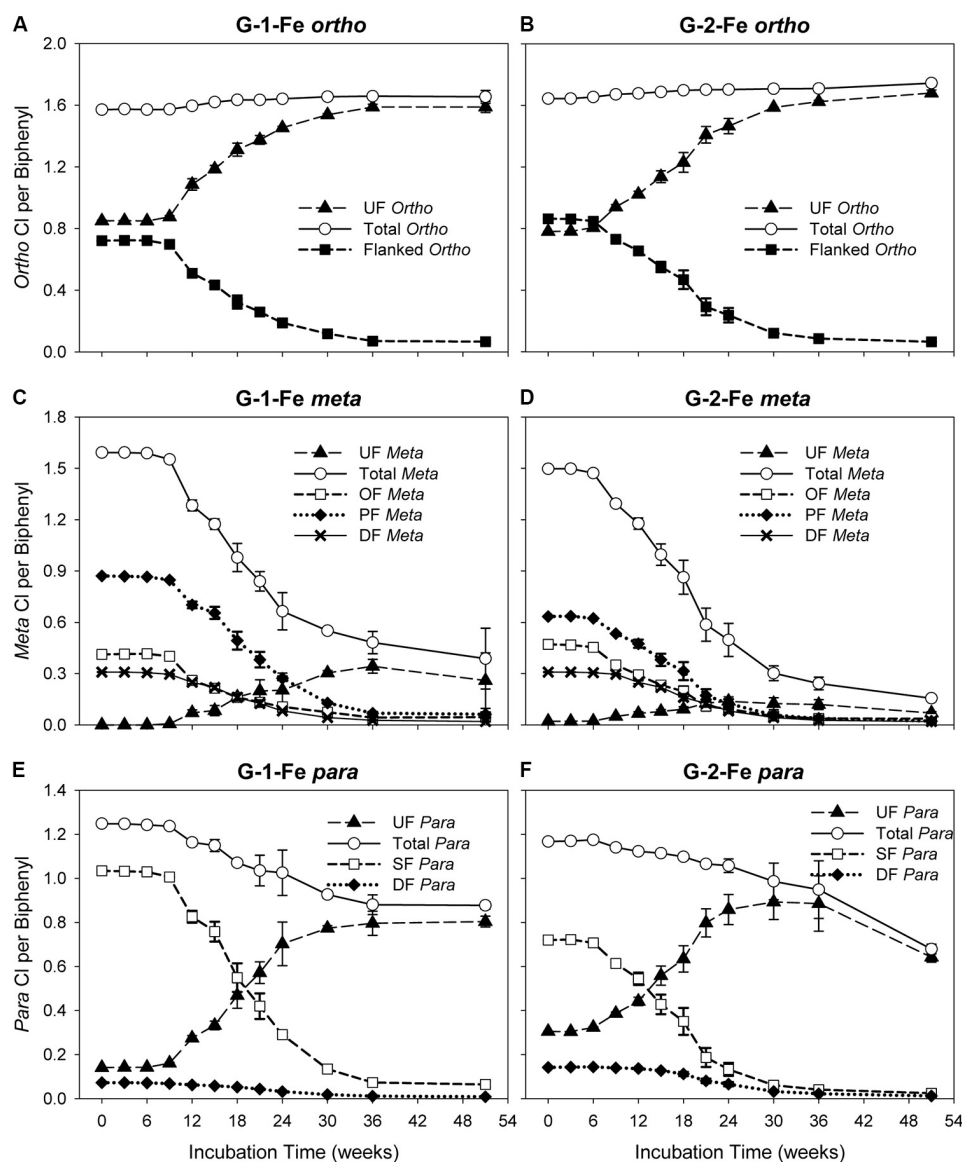 A
G-1-Fe ortho
B
G-2-Fe ortho
Ortho Cl per Biphenyl
2.0
1.6
1.2
0.8
0.4
0.0
UF Ortho
Total Ortho
Flanked Ortho
UF Ortho
Total Ortho
Flanked Ortho
C
G-1-Fe meta
D
G-2-Fe meta
Meta Cl per Biphenyl
1.8
1.5
1.2
0.9
0.6
0.3
0.0
UF Meta
Total Meta
OF Meta
PF Meta
DF Meta
UF Meta
Total Meta
OF Meta
PF Meta
DF Meta
E
G-1-Fe para
F
G-2-Fe para
Para Cl per Biphenyl
1.4
1.2
1.0
0.8
0.6
0.4
0.2
0.0
UF Para
Total Para
SF Para
DF Para
UF Para
Total Para
SF Para
DF Para
0 6 12 18 24 30 36 42 48 54
0 6 12 18 24 30 36 42 48 54
Incubation Time (weeks)
Incubation Time (weeks)